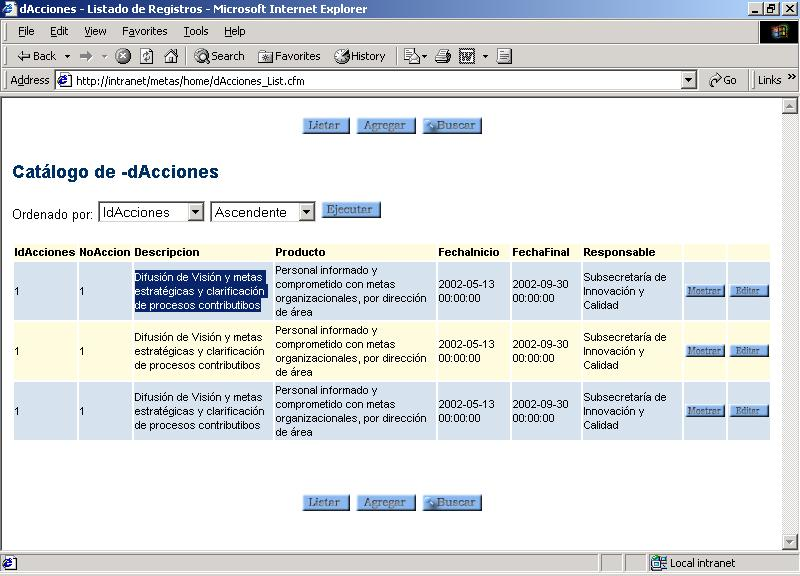 dAcciones - Listado de Registros - Microsoft Internet Explorer
File Edit View Favorites Tools Help
Back Search Favorites History
Address http://intranet/metas/home/dAcciones_List.cfm Go Links »
Listar Agregar Buscar
Catálogo de -dAcciones
Ordenado por: IdAcciones Ascendente Ejecutar
IdAcciones NoAccion Descripcion Producto FechaInicio FechaFinal Responsable
1 1 Difusión de Visión y metas estratégicas y clarificación de procesos contributibos Personal informado y comprometido con metas organizacionales, por dirección de área 2002-05-13 00:00:00 2002-09-30 00:00:00 Subsecretaría de Innovación y Calidad Mostrar Editar
1 1 Difusión de Visión y metas estratégicas y clarificación de procesos contributibos Personal informado y comprometido con metas organizacionales, por dirección de área 2002-05-13 00:00:00 2002-09-30 00:00:00 Subsecretaría de Innovación y Calidad Mostrar Editar
1 1 Difusión de Visión y metas estratégicas y clarificación de procesos contributibos Personal informado y comprometido con metas organizacionales, por dirección de área 2002-05-13 00:00:00 2002-09-30 00:00:00 Subsecretaría de Innovación y Calidad Mostrar Editar
Listar Agregar Buscar
Local intranet